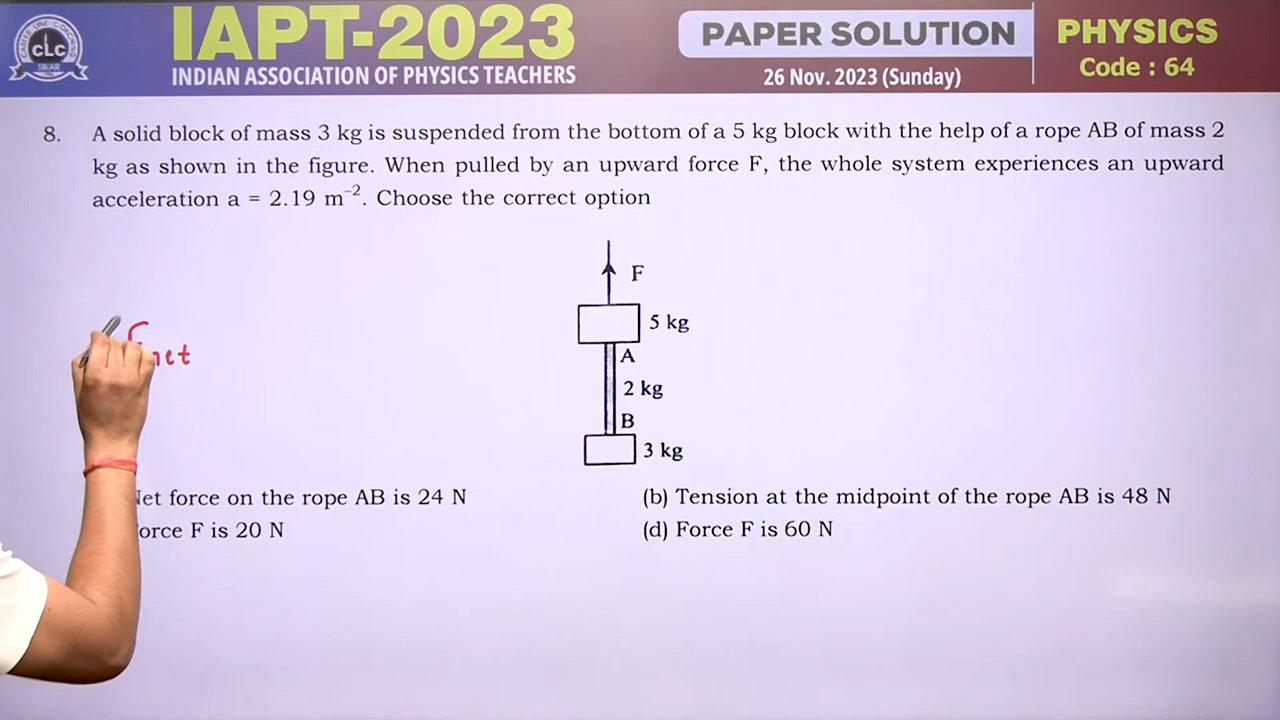 CLC
SIKAR
IAPT-2023
INDIAN ASSOCIATION OF PHYSICS TEACHERS
PAPER SOLUTION
26 Nov. 2023 (Sunday)
PHYSICS
Code : 64
8. A solid block of mass 3 kg is suspended from the bottom of a 5 kg block with the help of a rope AB of mass 2
kg as shown in the figure. When pulled by an upward force F, the whole system experiences an upward
acceleration a = 2.19 m⁻². Choose the correct option
F
5 kg
A
2 kg
B
3 kg
net
force on the rope AB is 24 N
(b) Tension at the midpoint of the rope AB is 48 N
F is 20 N
(d) Force F is 60 N